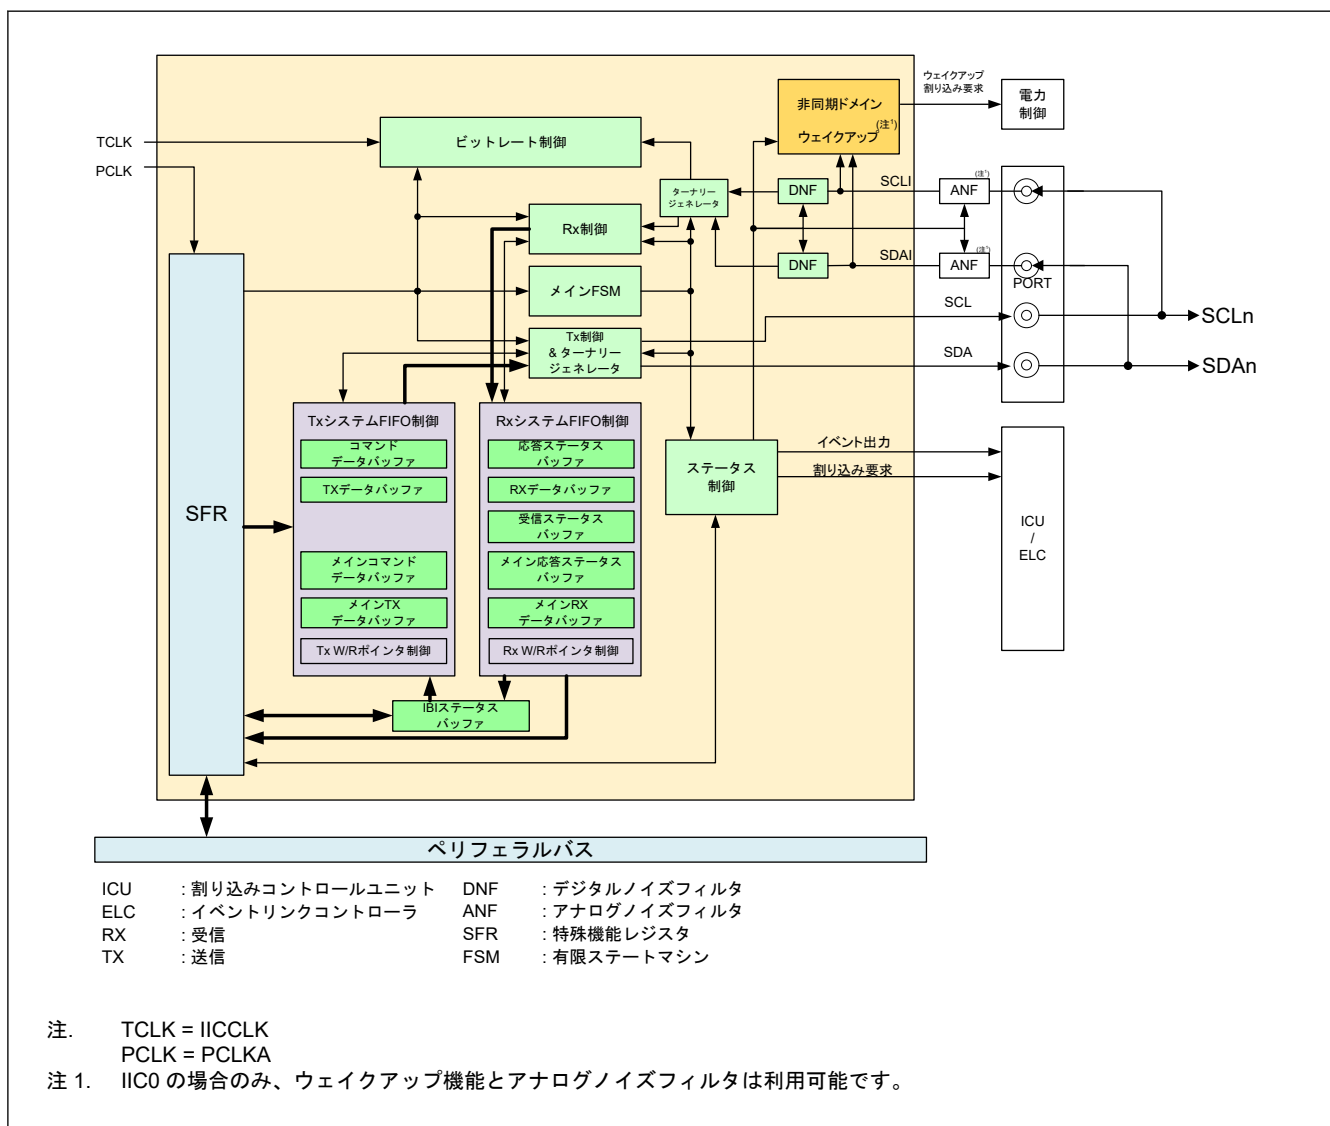 ウェイクアップ
割り込み要求
電力
制御
非同期ドメイン
ウェイクアップ(注1)
TCLK
PCLK
ビットレート制御
ターナリー
ジェネレータ
DNF
SCLI
ANF
(注1)
Rx制御
DNF
SDAI
ANF
(注1)
PORT
メインFSM
SCL
SCLn
Tx制御
& ターナリー
ジェネレータ
SDA
SDAn
TxシステムFIFO制御
コマンド
データバッファ
TXデータバッファ
メインコマンド
データバッファ
メインTX
データバッファ
Tx W/Rポインタ制御
RxシステムFIFO制御
応答ステータス
バッファ
RXデータバッファ
受信ステータス
バッファ
メイン応答ステータス
バッファ
メインRX
データバッファ
Rx W/Rポインタ制御
ステータス
制御
イベント出力
割り込み要求
ICU
/
ELC
SFR
IBIステータス
バッファ
ペリフェラルバス
ICU : 割り込みコントロールユニット DNF : デジタルノイズフィルタ
ELC : イベントリンクコントローラ ANF : アナログノイズフィルタ
RX : 受信 SFR : 特殊機能レジスタ
TX : 送信 FSM : 有限ステートマシン
注. TCLK = IICCLK
PCLK = PCLKA
注 1. IIC0 の場合のみ、ウェイクアップ機能とアナログノイズフィルタは利用可能です。